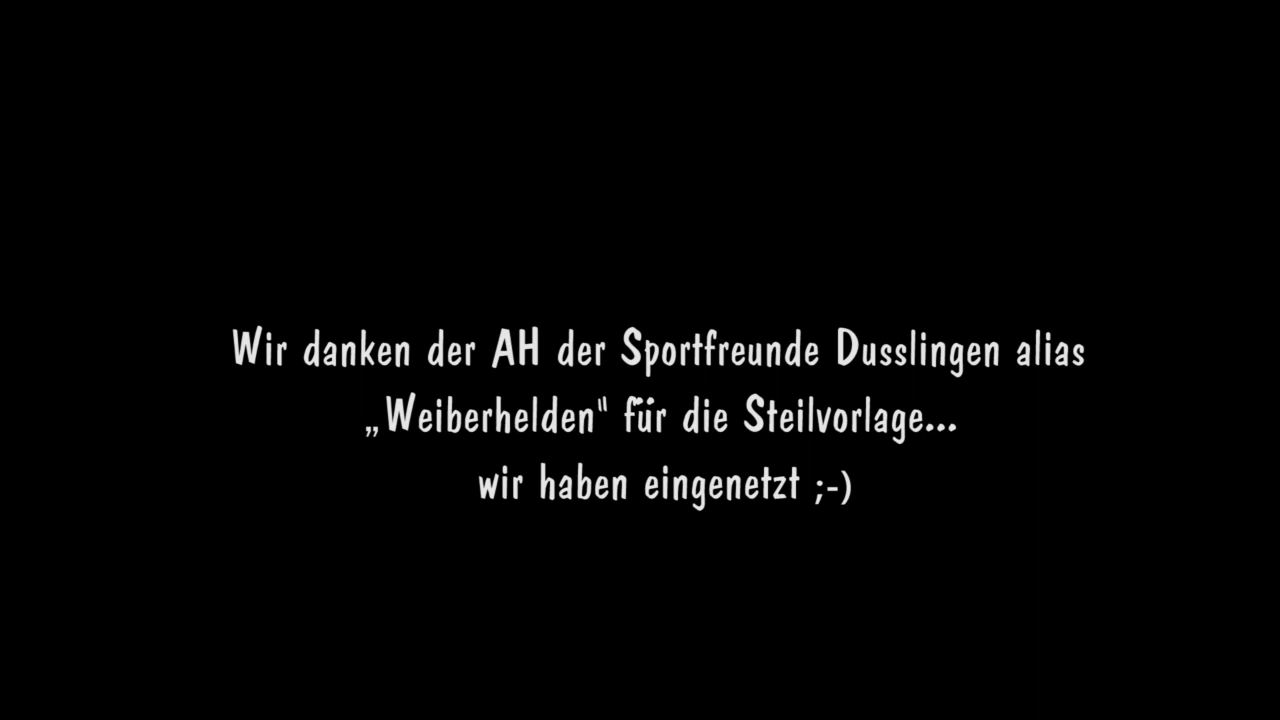 Wir danken der AH der Sportfreunde Dusslingen alias
„Weiberhelden“ für die Steilvorlage...
wir haben eingenetzt ;-)